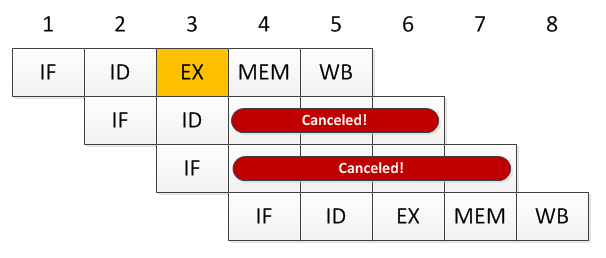 1 2 3 4 5 6 7 8
IF ID EX MEM WB
IF ID Canceled!
IF Canceled!
IF ID EX MEM WB